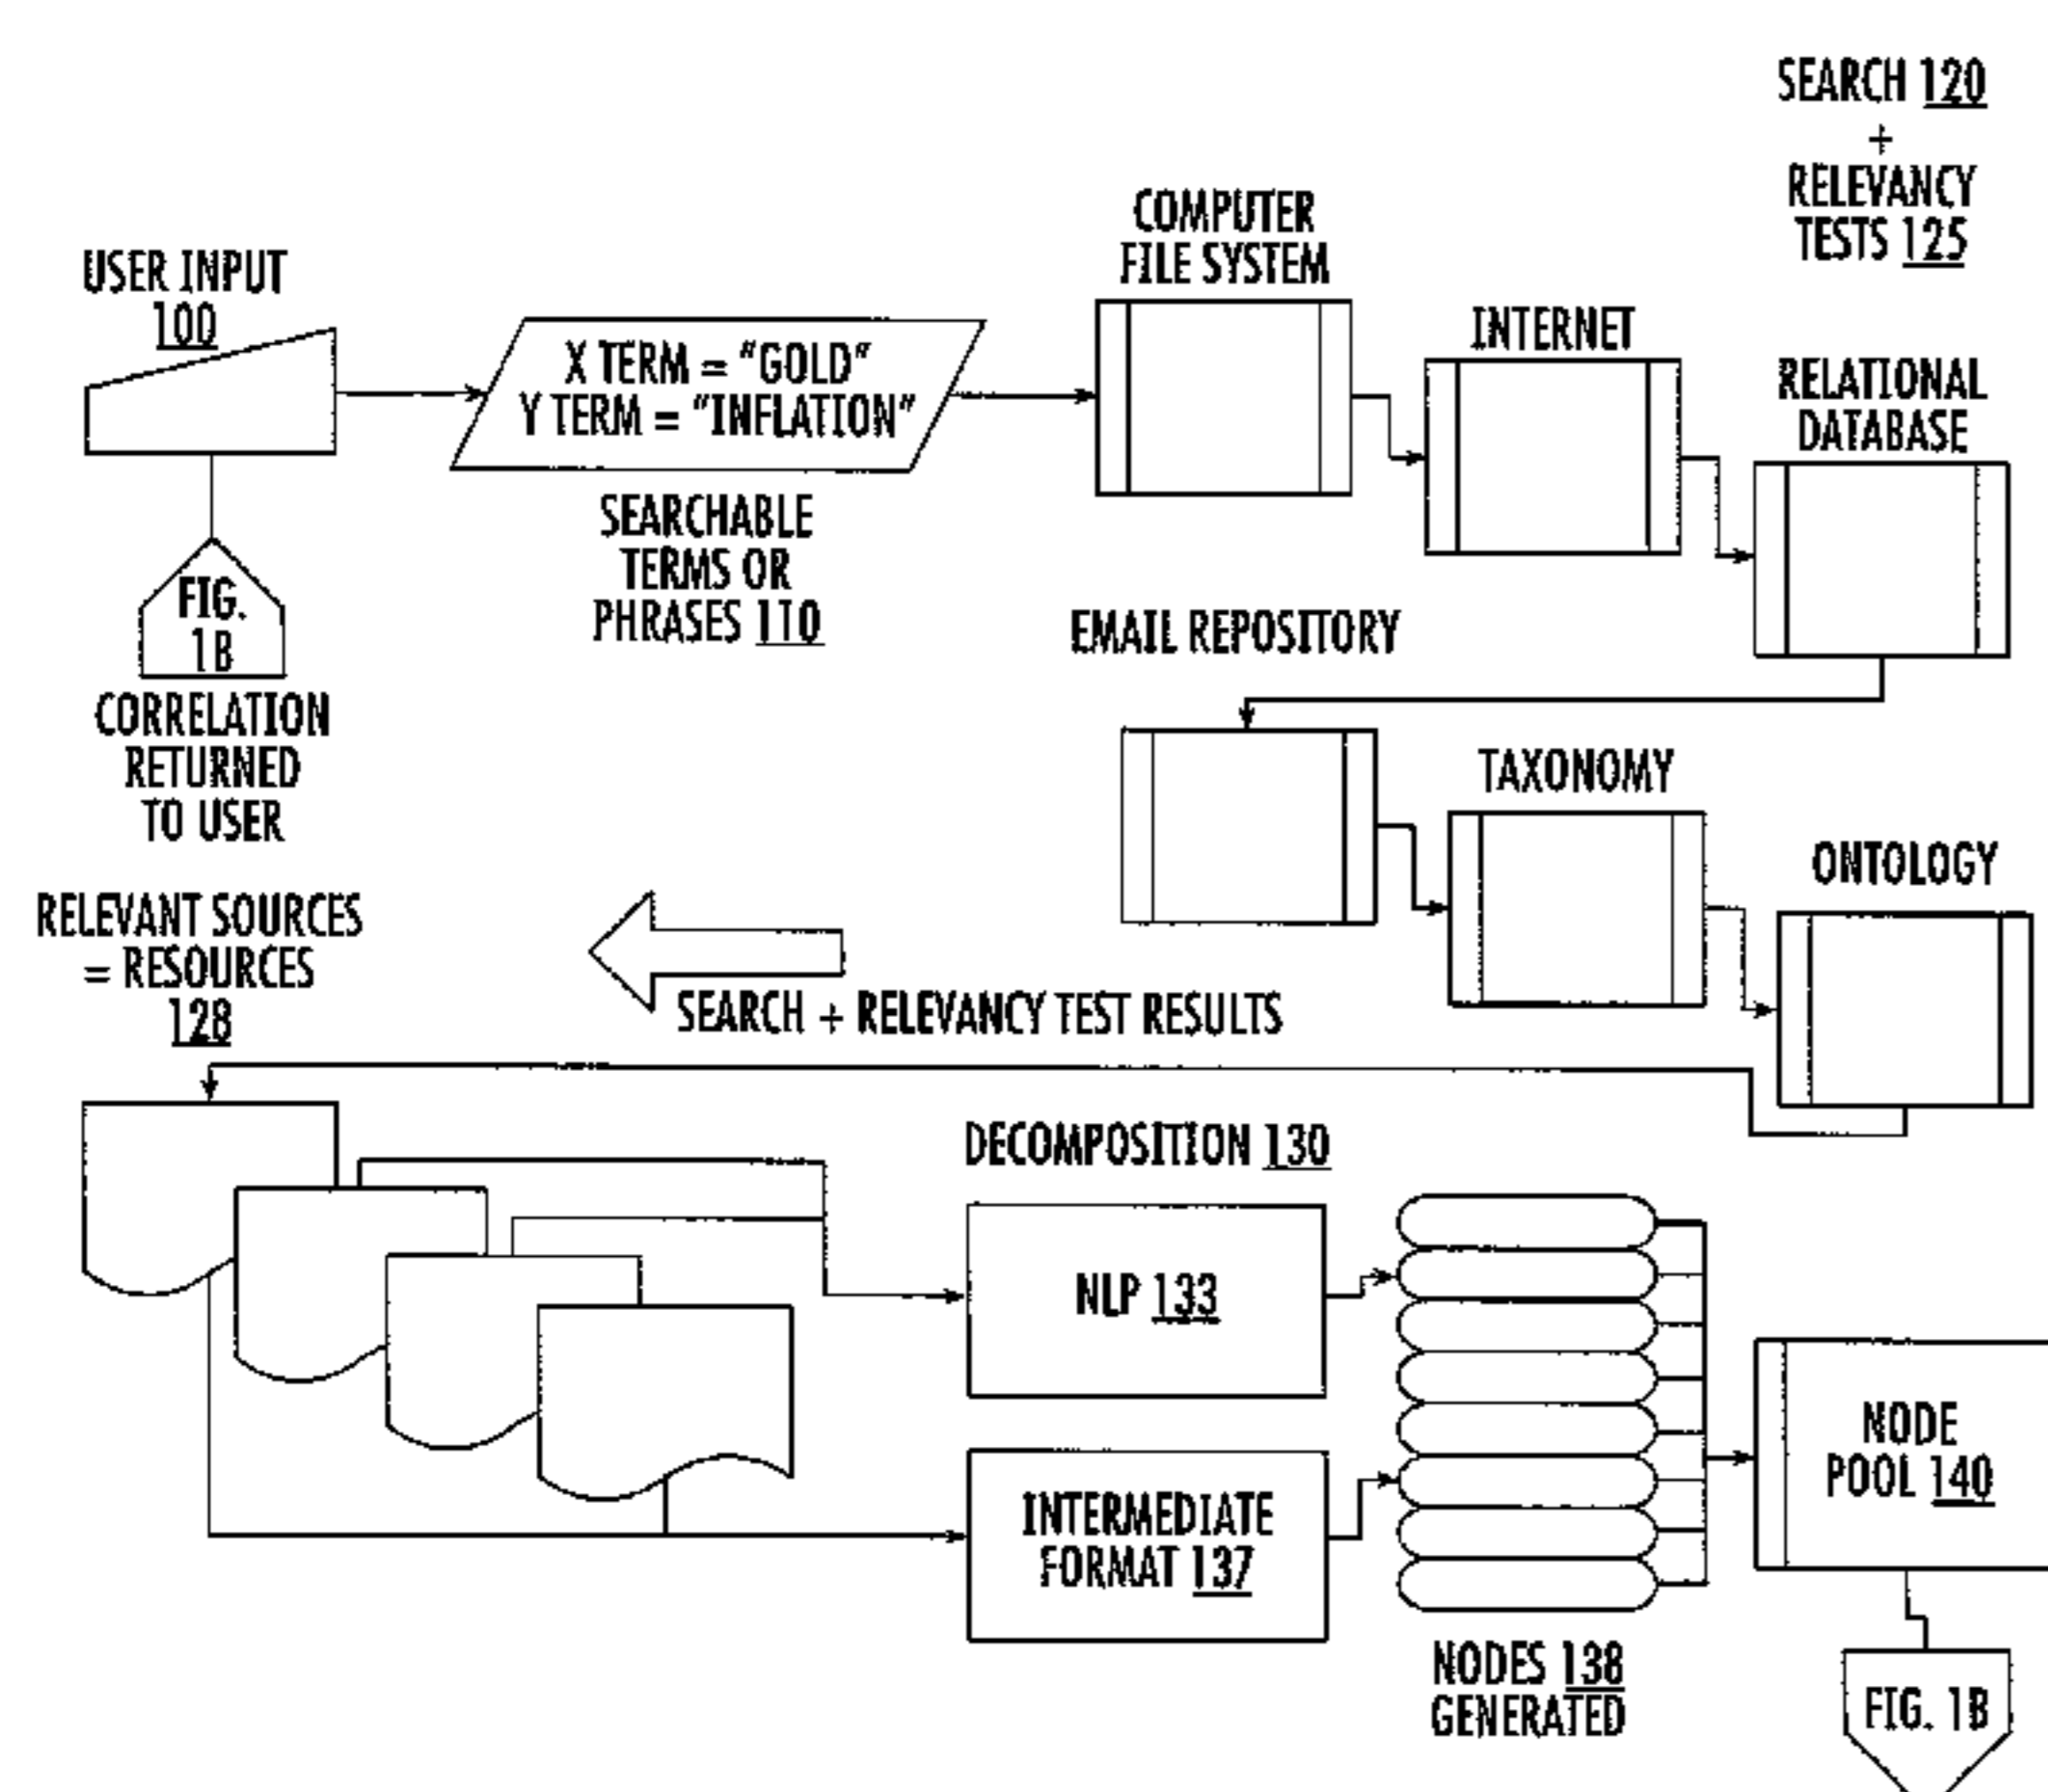 SEARCH 120
+
RELEVANCY
TESTS 125
COMPUTER
FILE SYSTEM
USER INPUT
100
X TERM = "GOLD"
Y TERM = "INFLATION"
INTERNET
RELATIONAL
DATABASE
SEARCHABLE
TERMS OR
PHRASES 110
FIG.
1B
CORRELATION
RETURNED
TO USER
EMAIL REPOSITORY
TAXONOMY
ONTOLOGY
RELEVANT SOURCES
= RESOURCES
128
SEARCH + RELEVANCY TEST RESULTS
DECOMPOSITION 130
NLP 133
INTERMEDIATE
FORMAT 137
NODES 138
GENERATED
NODE
POOL 140
FIG. 1B